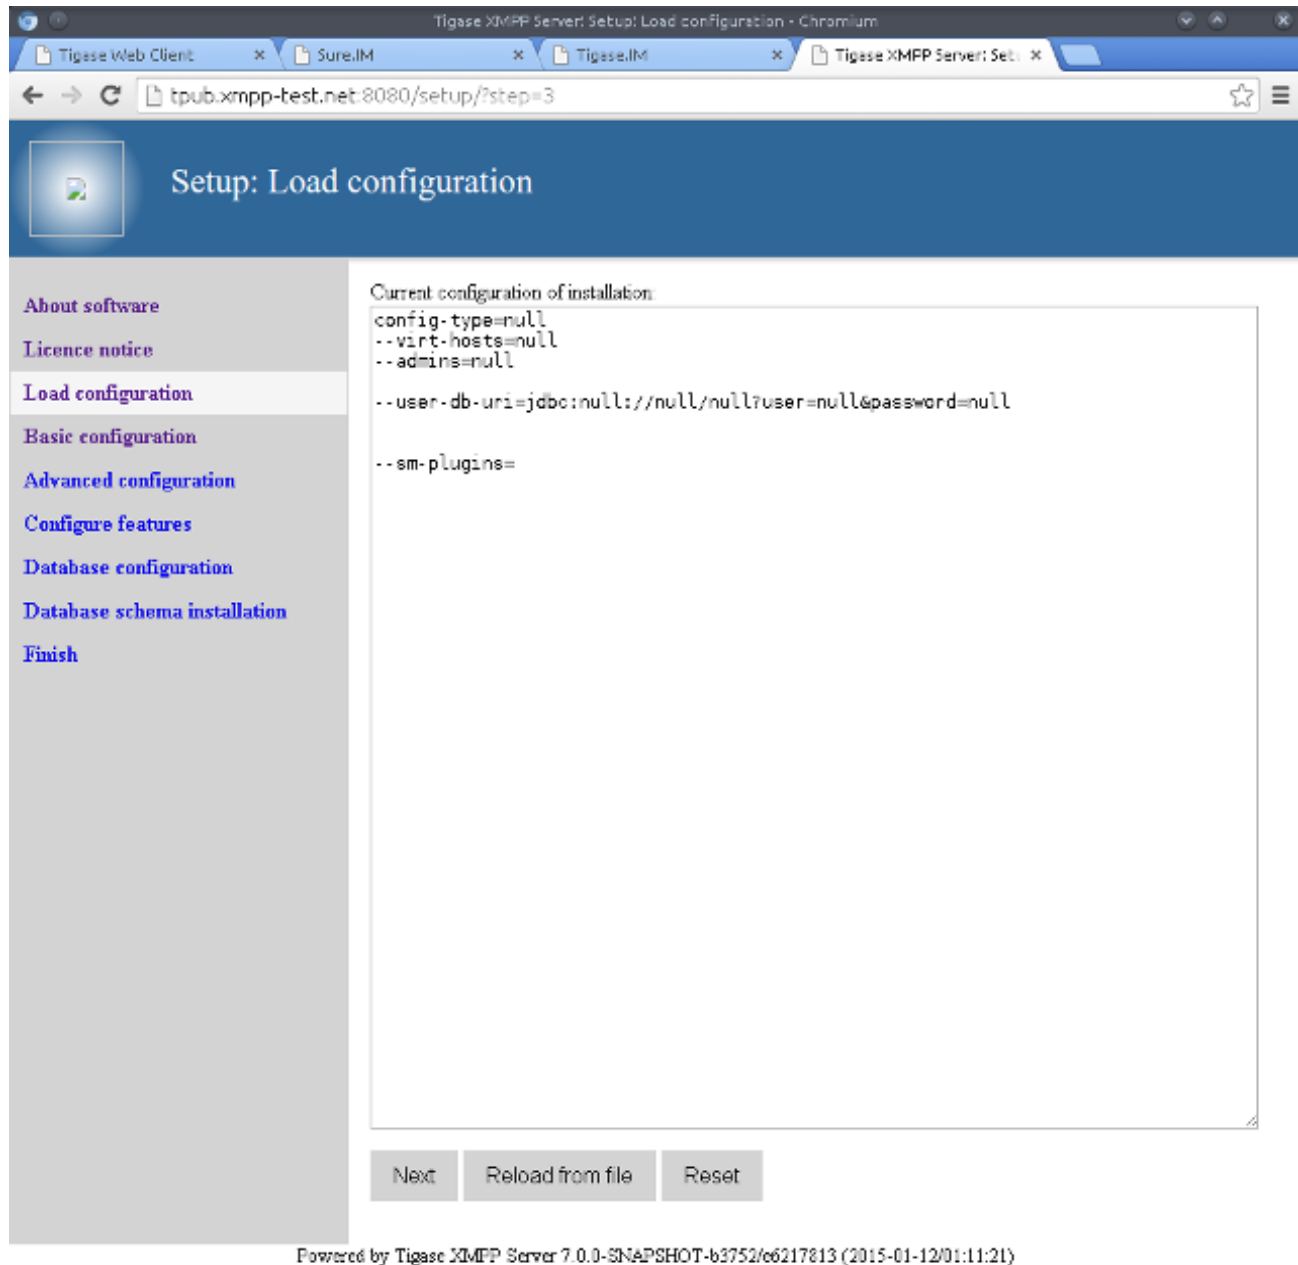 Tigase XMPP Server: Setup: Load configuration - Chromium
Tigase Web Client
Sure.IM
Tigase.IM
Tigase XMPP Server: Setu
tpub.xmpp-test.net:8080/setup/?step=3
Setup: Load configuration
About software
Licence notice
Load configuration
Basic configuration
Advanced configuration
Configure features
Database configuration
Database schema installation
Finish
Current configuration of installation:
config-type=null
--virt-hosts=null
--admins=null
--user-db-uri=jdbc:null://null/null?user=null&password=null
--sm-plugins=
Next
Reload from file
Reset
Powered by Tigase XMPP Server 7.0.0-SNAPSHOT-b3752/e6217813 (2015-01-12/01:11:21)